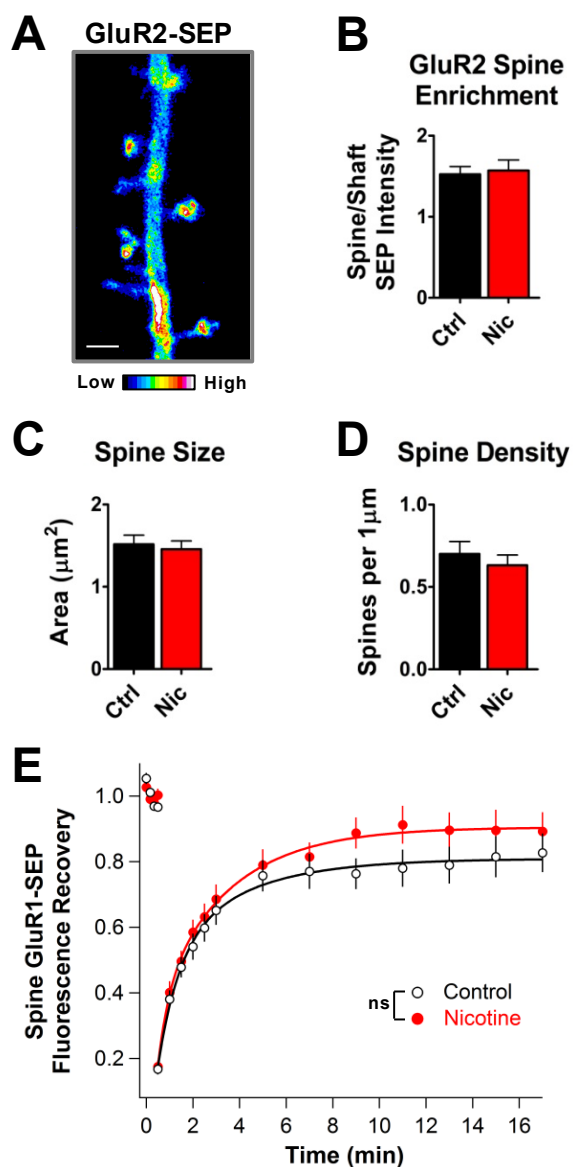 A
GluR2-SEP
Low High
B
GluR2 Spine
Enrichment
Spine/Shaft
SEP Intensity
2
1
0
Ctrl
Nic
C
Spine Size
Area (μm²)
2
1
0
Ctrl
Nic
D
Spine Density
Spines per 1μm
1.0
0.5
0.0
Ctrl
Nic
E
Spine GluR1-SEP
Fluorescence Recovery
1.0
0.8
0.6
0.4
0.2
ns
Control
Nicotine
0 2 4 6 8 10 12 14 16
Time (min)